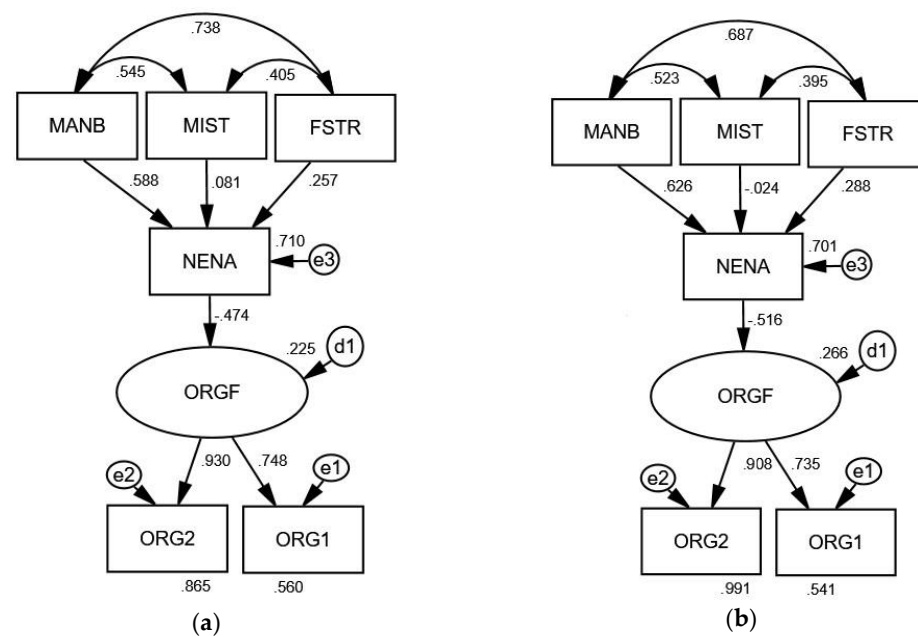 .738
.545 .405
MANB MIST FSTR
.588 .081 .257
.710
NENA e3
-.474
.225 d1
ORGF
.930 .748
e2 e1
ORG2 ORG1
.865 .560
(a)
.687
.523 .395
MANB MIST FSTR
.626 -.024 .288
.701
NENA e3
-.516
.266 d1
ORGF
.908 .735
e2 e1
ORG2 ORG1
.991 .541
(b)